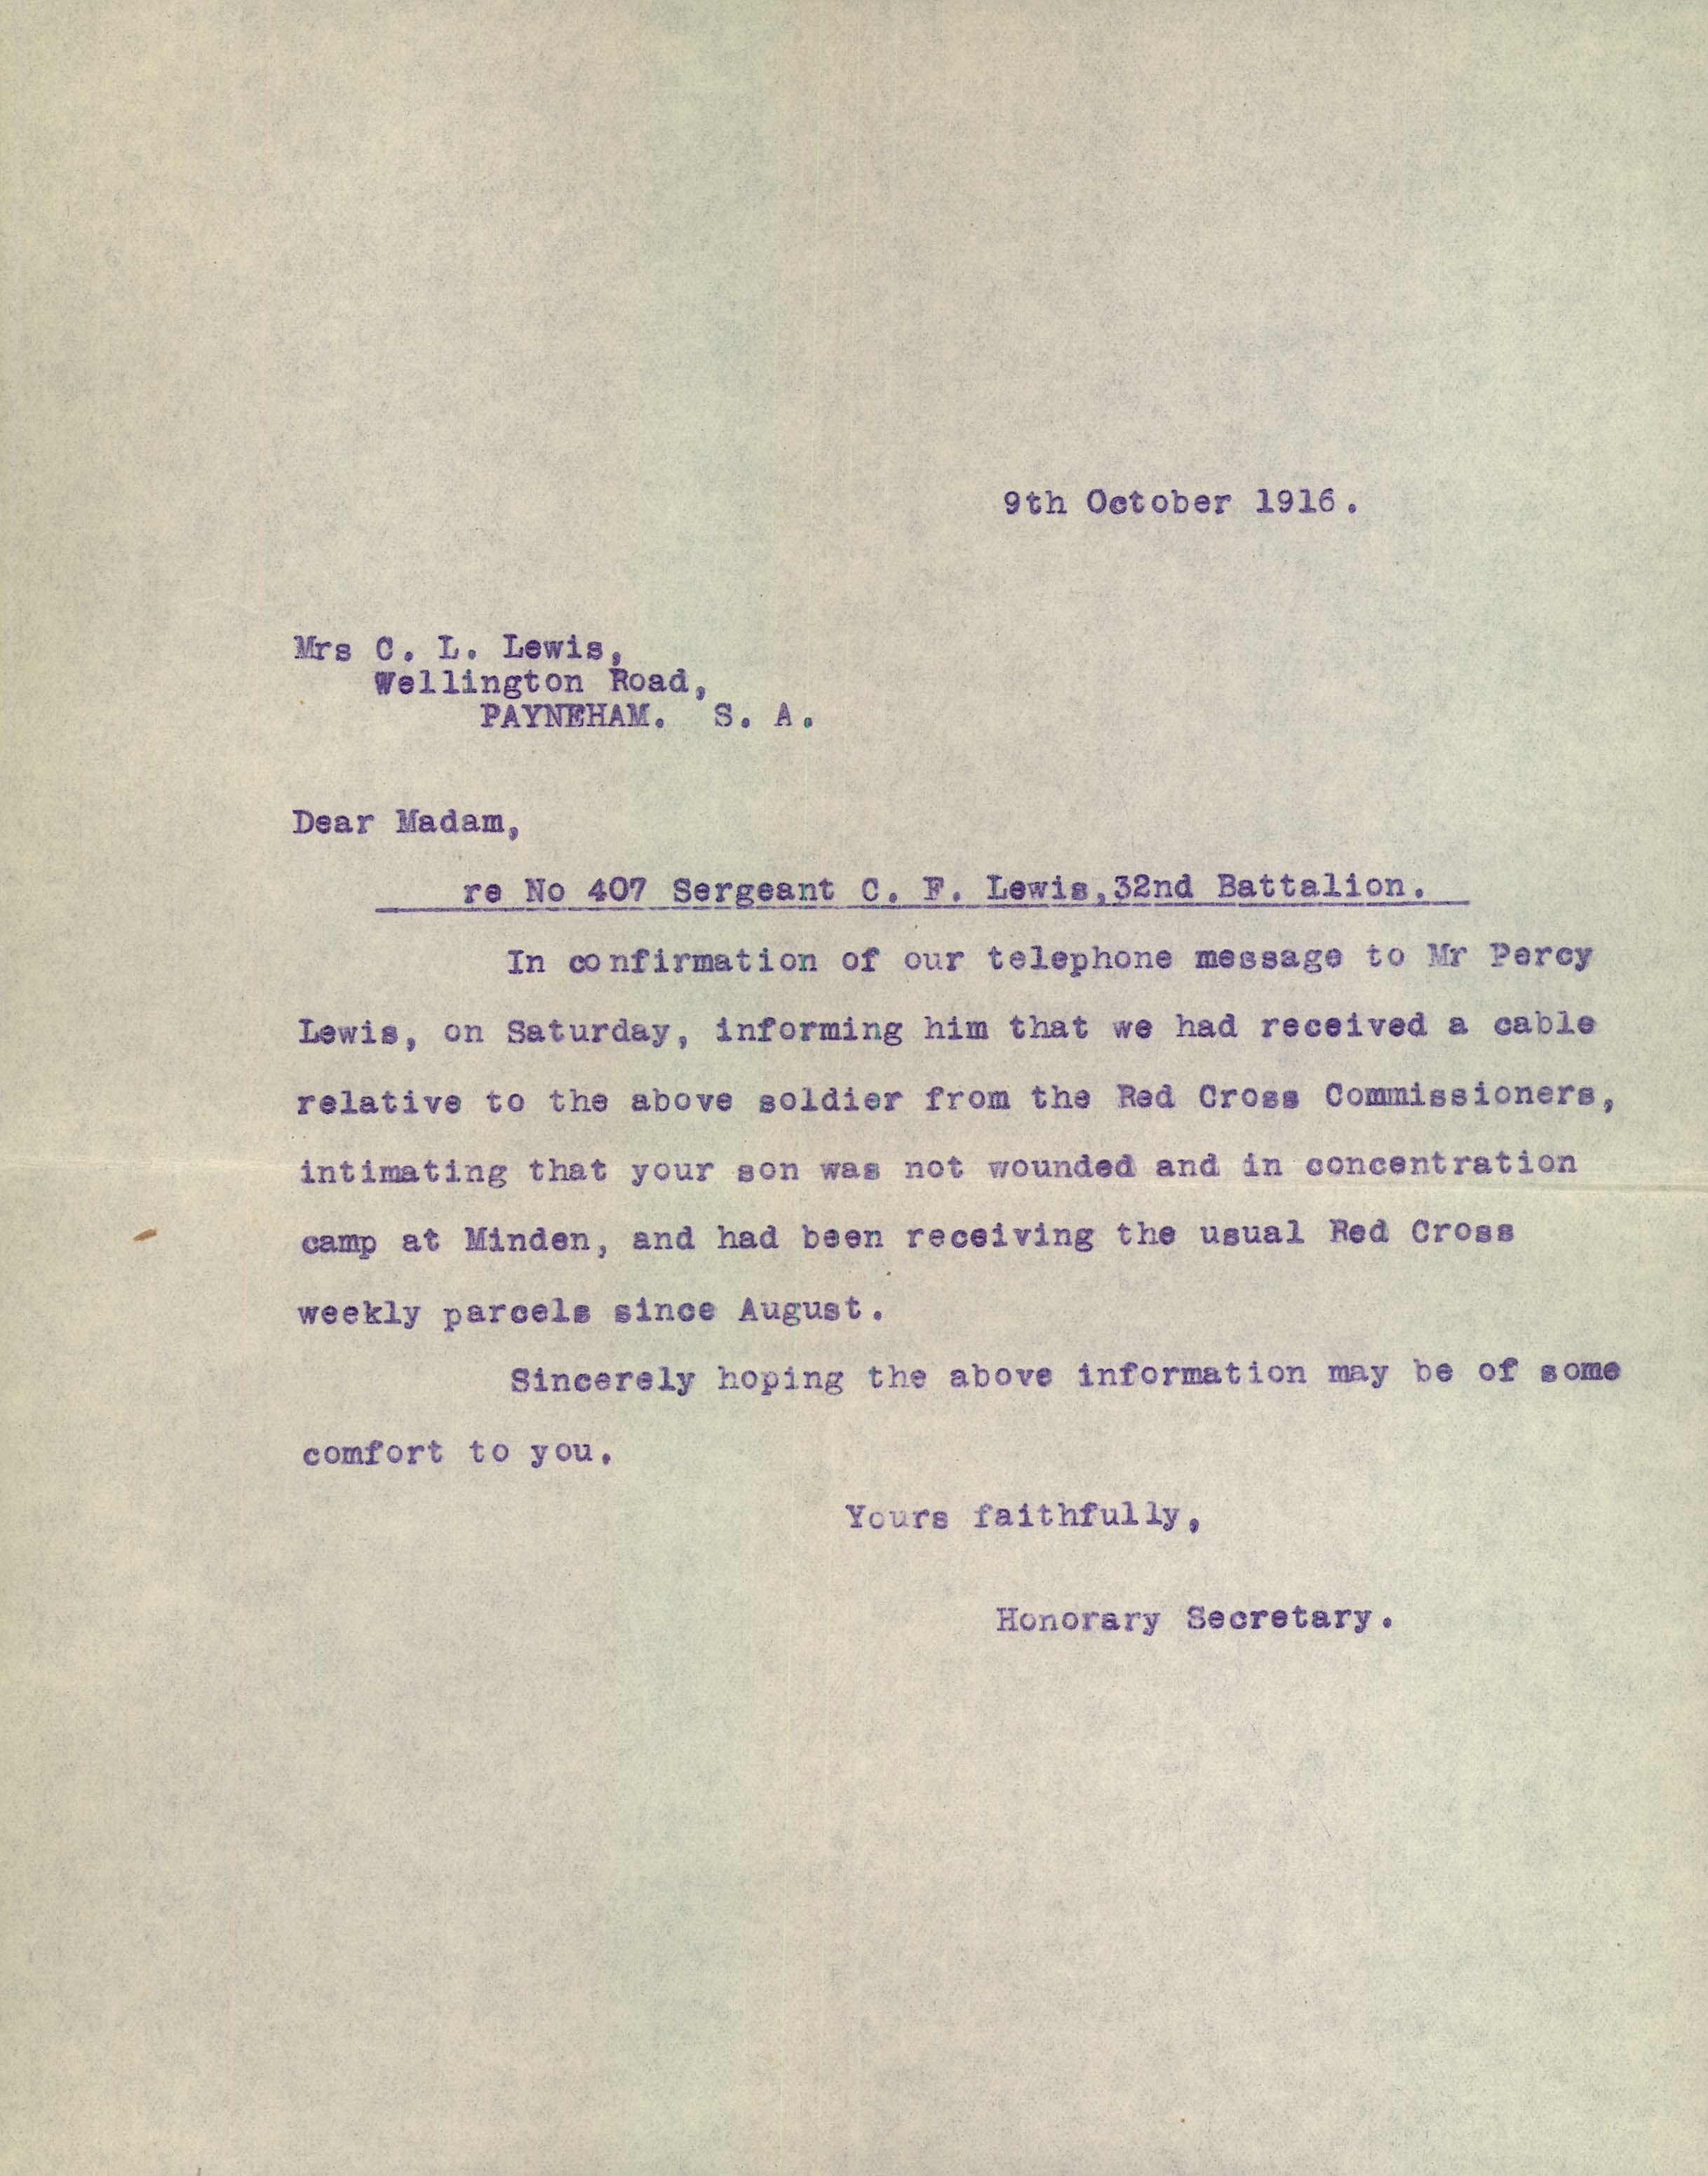 9th October 1916.
Mrs C. L. Lewis,
Wellington Road,
PAYNEHAM. S. A.
Dear Madam,
re No 407 Sergeant C. F. Lewis,32nd Battalion.
In confirmation of our telephone message to Mr Percy
Lewis, on Saturday, informing him that we had received a cable
relative to the above soldier from the Red Cross Commissioners,
intimating that your son was not wounded and in concentration
camp at Minden, and had been receiving the usual Red Cross
weekly parcels since August.
Sincerely hoping the above information may be of some
comfort to you.
Yours faithfully,
Honorary Secretary.